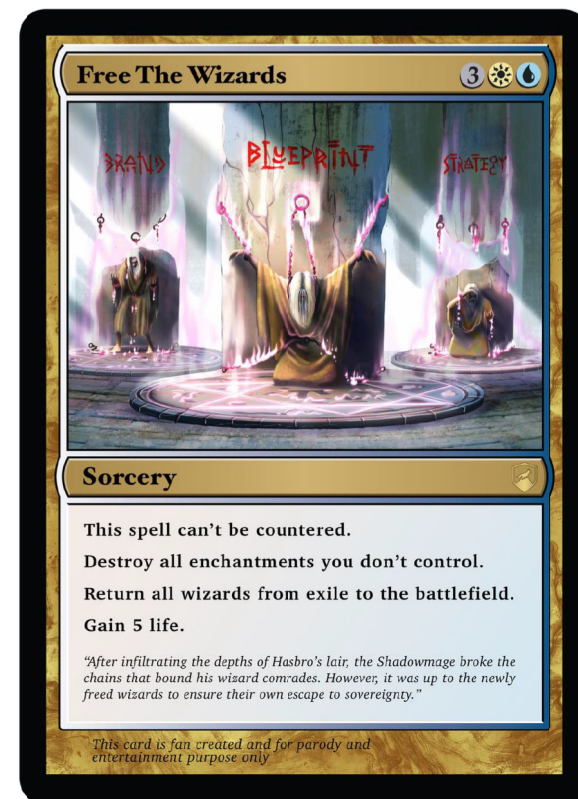 Free The Wizards
3
BRAND
BLUEPRINT
STRATEGY
Sorcery
This spell can't be countered.
Destroy all enchantments you don't control.
Return all wizards from exile to the battlefield.
Gain 5 life.
"After infiltrating the depths of Hasbro's lair, the Shadowmage broke the
chains that bound his wizard comrades. However, it was up to the newly
freed wizards to ensure their own escape to sovereignty."
This card is fan created and for parody and
entertainment purpose only